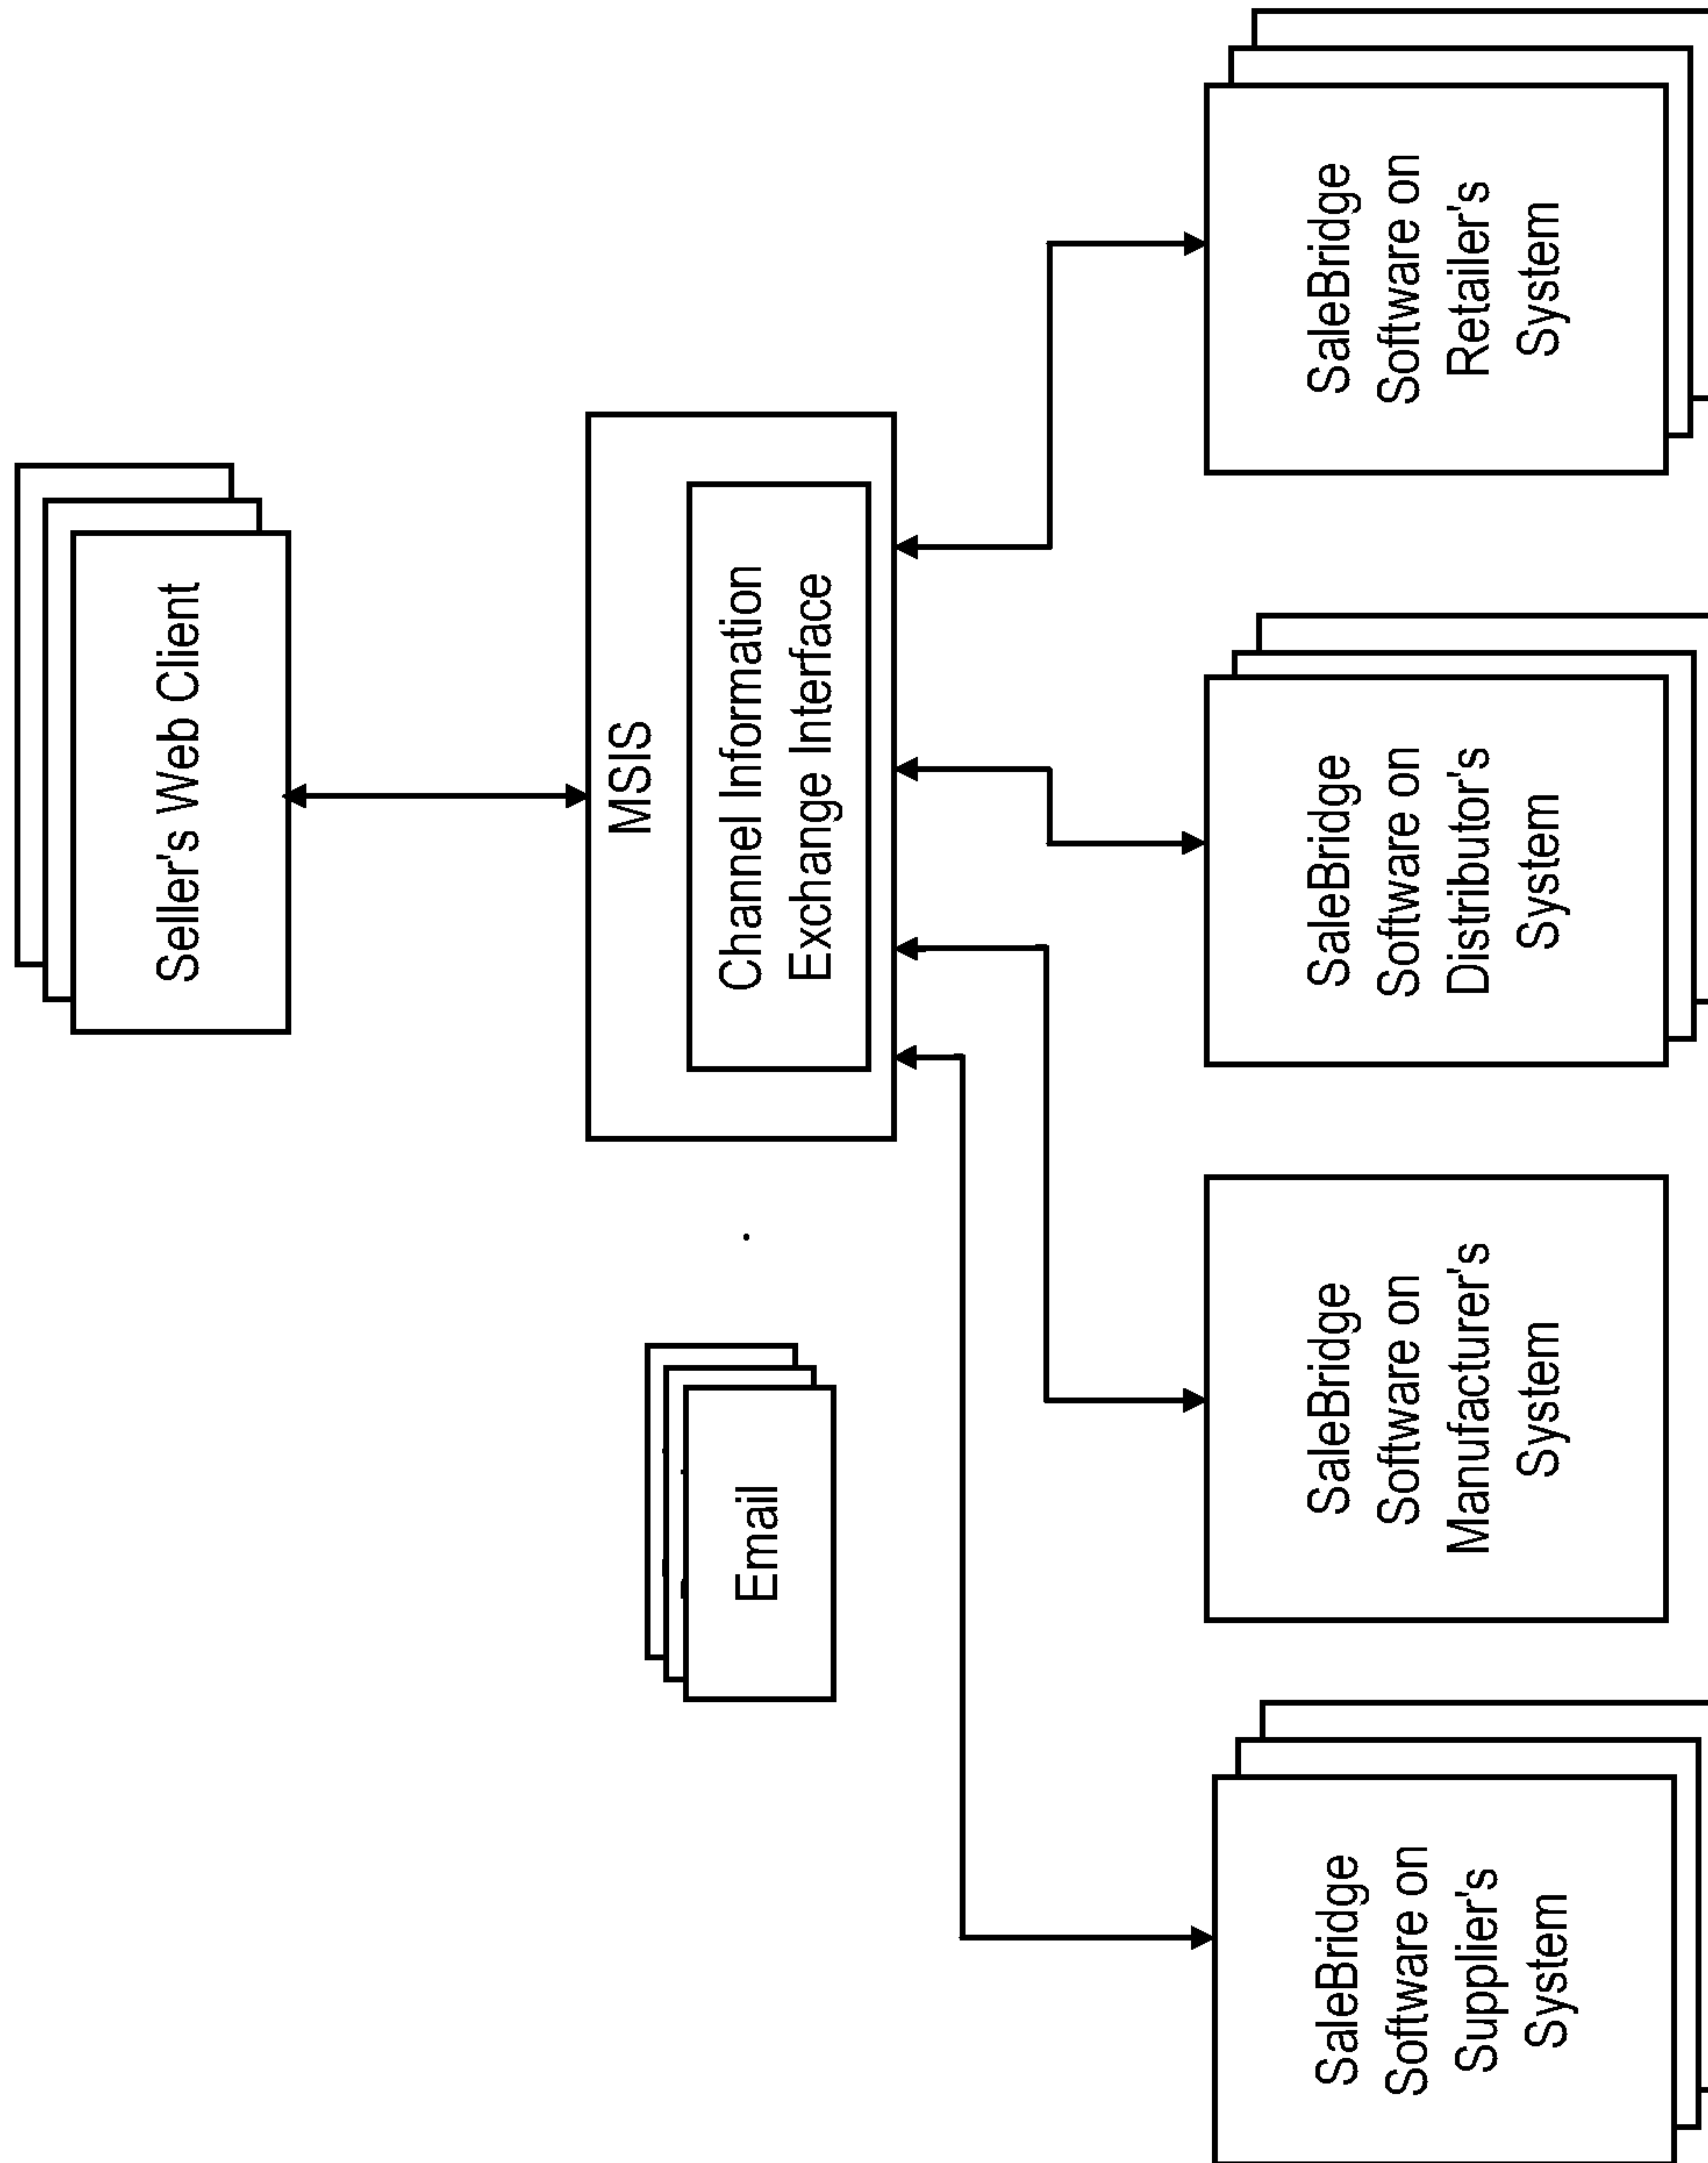 Seller's Web Client
MSIS
Channel Information
Exchange Interface
Email
SaleBridge
Software on
Supplier's
System
SaleBridge
Software on
Manufacturer's
System
SaleBridge
Software on
Distributor's
System
SaleBridge
Software on
Retailer's
System